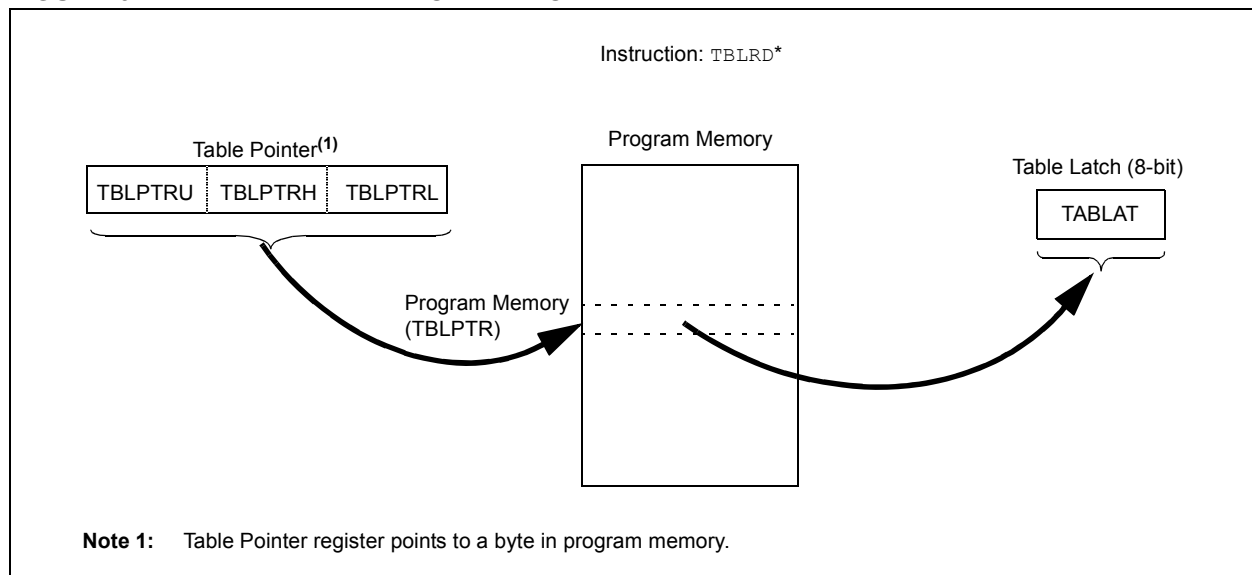 Instruction: TBLRD*
Table Pointer(1)
TBLPTRU TBLPTRH TBLPTRL
Program Memory
Table Latch (8-bit)
TABLAT
Program Memory
(TBLPTR)
Note 1: Table Pointer register points to a byte in program memory.